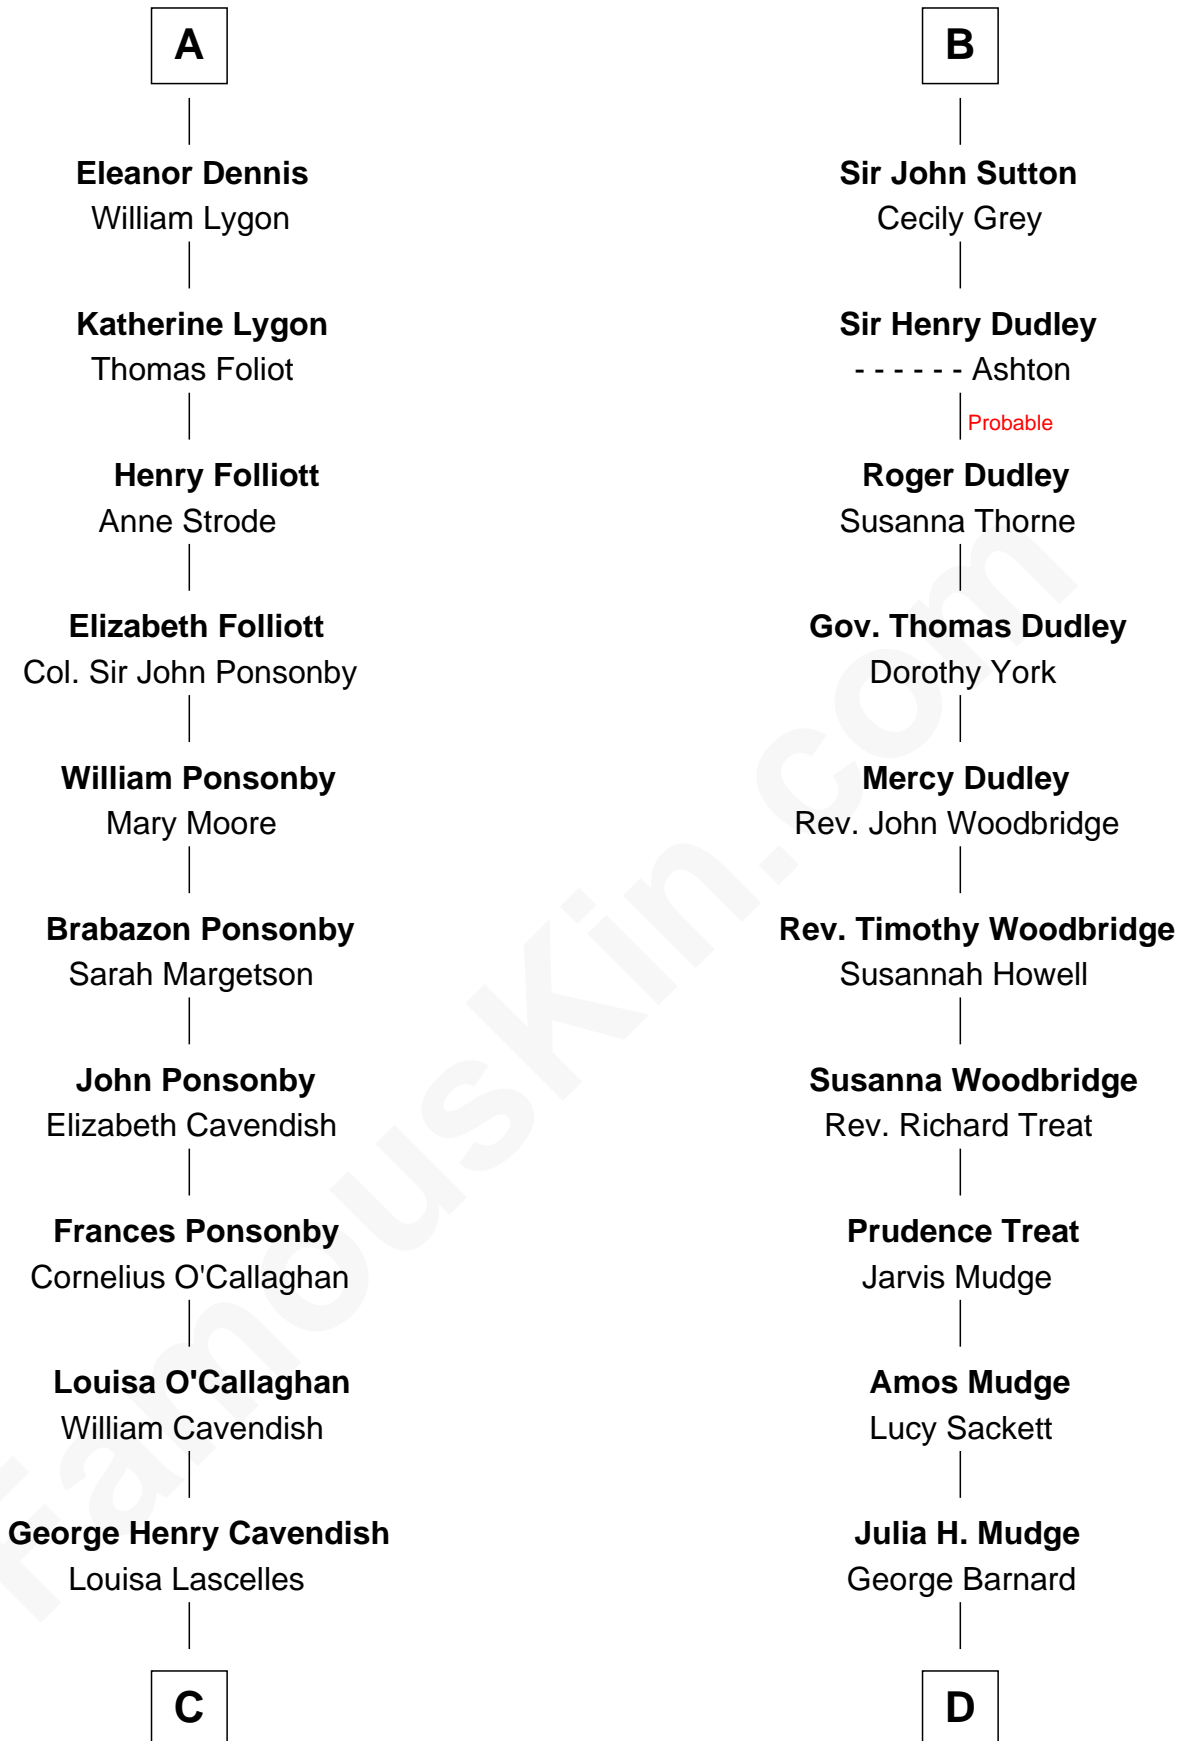 A
Eleanor Dennis
William Lygon
Katherine Lygon
Thomas Foliot
Henry Folliott
Anne Strode
Elizabeth Folliott
Col. Sir John Ponsonby
William Ponsonby
Mary Moore
Brabazon Ponsonby
Sarah Margetson
John Ponsonby
Elizabeth Cavendish
Frances Ponsonby
Cornelius O'Callaghan
Louisa O'Callaghan
William Cavendish
George Henry Cavendish
Louisa Lascelles
C
B
Sir John Sutton
Cecily Grey
Sir Henry Dudley
- - - - - - Ashton
Probable
Roger Dudley
Susanna Thorne
Gov. Thomas Dudley
Dorothy York
Mercy Dudley
Rev. John Woodbridge
Rev. Timothy Woodbridge
Susannah Howell
Susanna Woodbridge
Rev. Richard Treat
Prudence Treat
Jarvis Mudge
Amos Mudge
Lucy Sackett
Julia H. Mudge
George Barnard
D
FamousKin.com